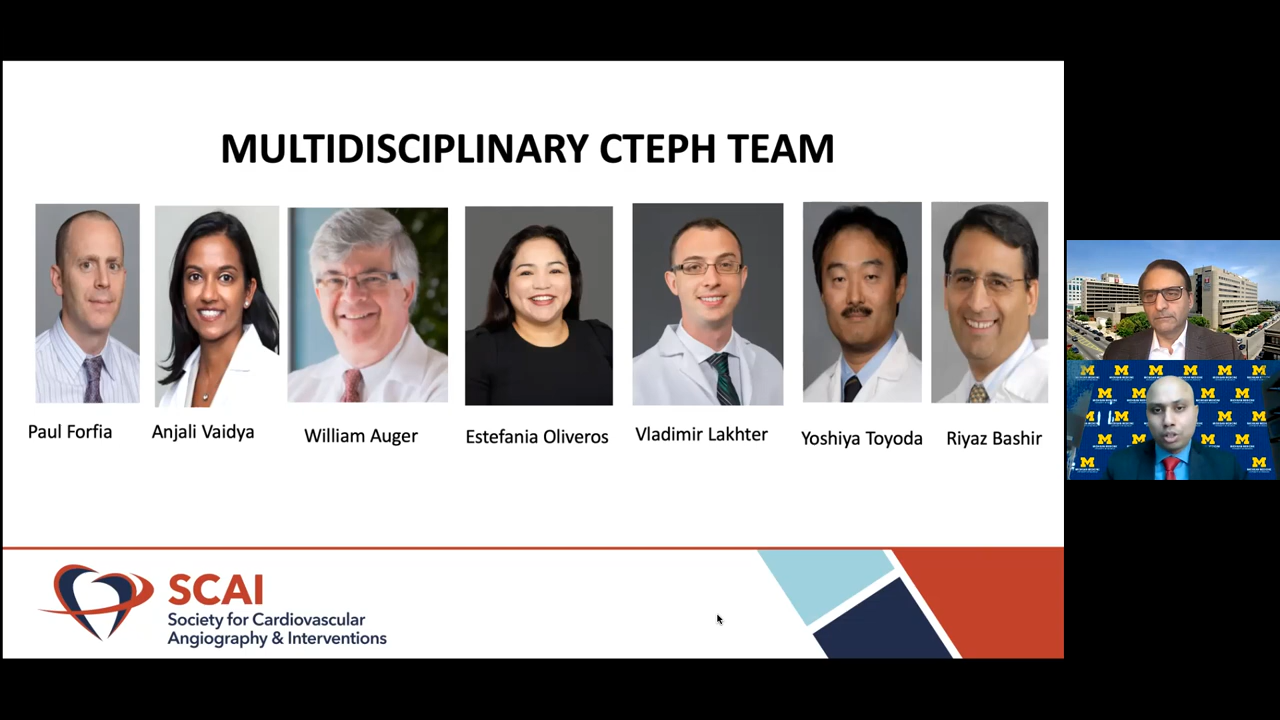 MULTIDISCIPLINARY CTEPH TEAM
Paul Forfia
Anjali Vaidya
William Auger
Estefania Oliveros
Vladimir Lakhter
Yoshiya Toyoda
Riyaz Bashir
SCAI
Society for Cardiovascular
Angiography & Interventions